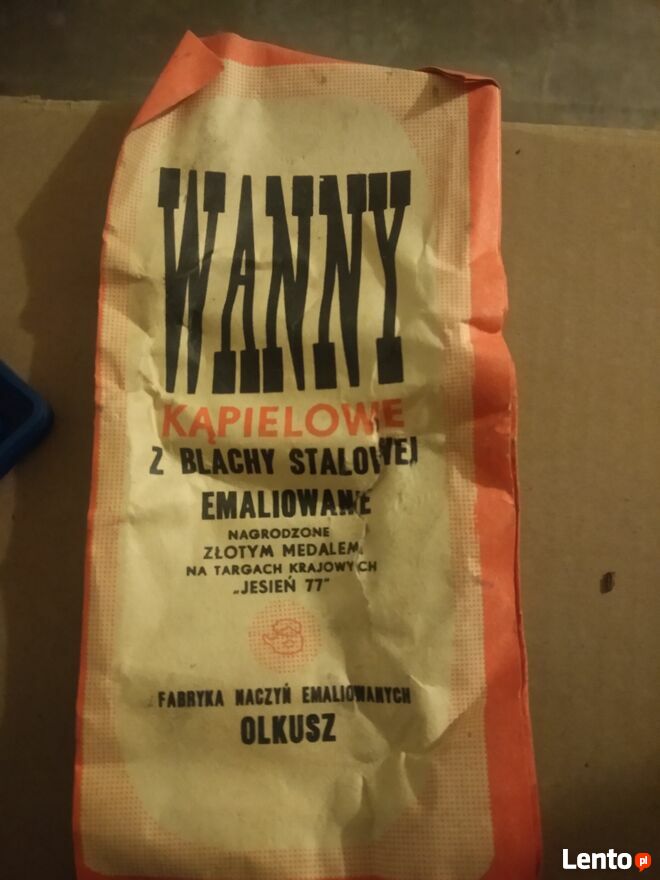 WANNY
KĄPIELOWE
Z BLACHY STALOWEJ
EMALIOWANE
NAGRODZONE
ZŁOTYM MEDALEM
NA TARGACH KRAJOWYCH
„JESIEŃ 77"
FABRYKA NACZYŃ EMALIOWANYCH
OLKUSZ
Lento pl